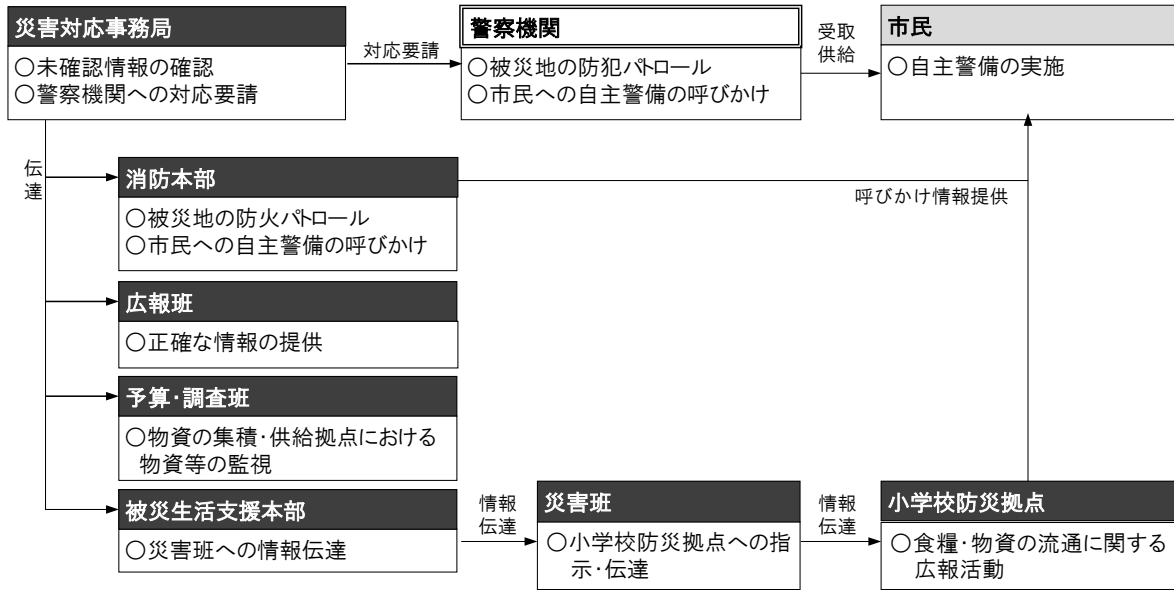 災害対応事務局
○未確認情報の確認
○警察機関への対応要請
対応要請
警察機関
○被災地の防犯パトロール
○市民への自主警備の呼びかけ
受取
供給
市民
○自主警備の実施
伝
達
消防本部
○被災地の防火パトロール
○市民への自主警備の呼びかけ
呼びかけ情報提供
広報班
○正確な情報の提供
予算・調査班
○物資の集積・供給拠点における
物資等の監視
被災生活支援本部
○災害班への情報伝達
情報
伝達
災害班
○小学校防災拠点への指
示・伝達
情報
伝達
小学校防災拠点
○食糧・物資の流通に関する
広報活動